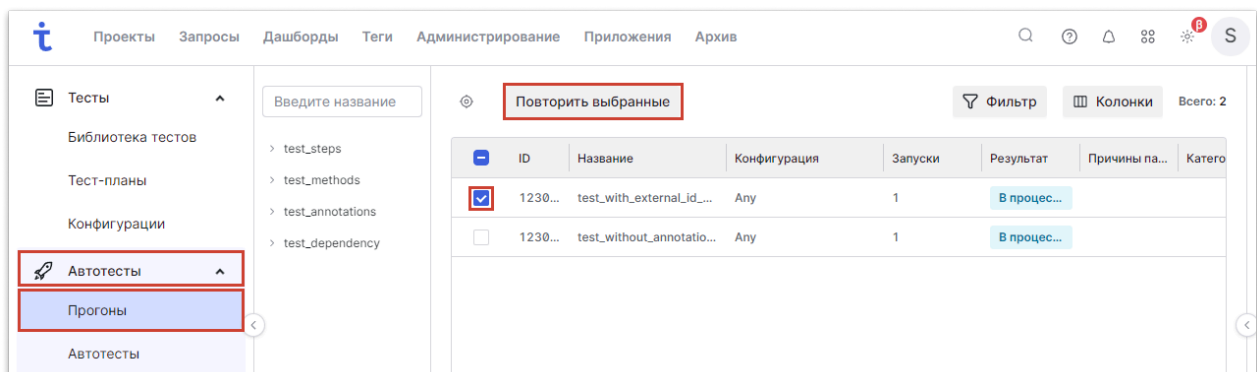 Проекты Запросы Дашборды Теги Администрирование Приложения Архив β S
Тесты
Библиотека тестов
Тест-планы
Конфигурации
Автотесты
Прогоны
Автотесты
Введите название
test_steps
test_methods
test_annotations
test_dependency
Повторить выбранные Фильтр Колонки Всего: 2
ID Название Конфигурация Запуски Результат Причины па... Катего
1230... test_with_external_id_... Any 1 В процес...
1230... test_without_annotatio... Any 1 В процес...